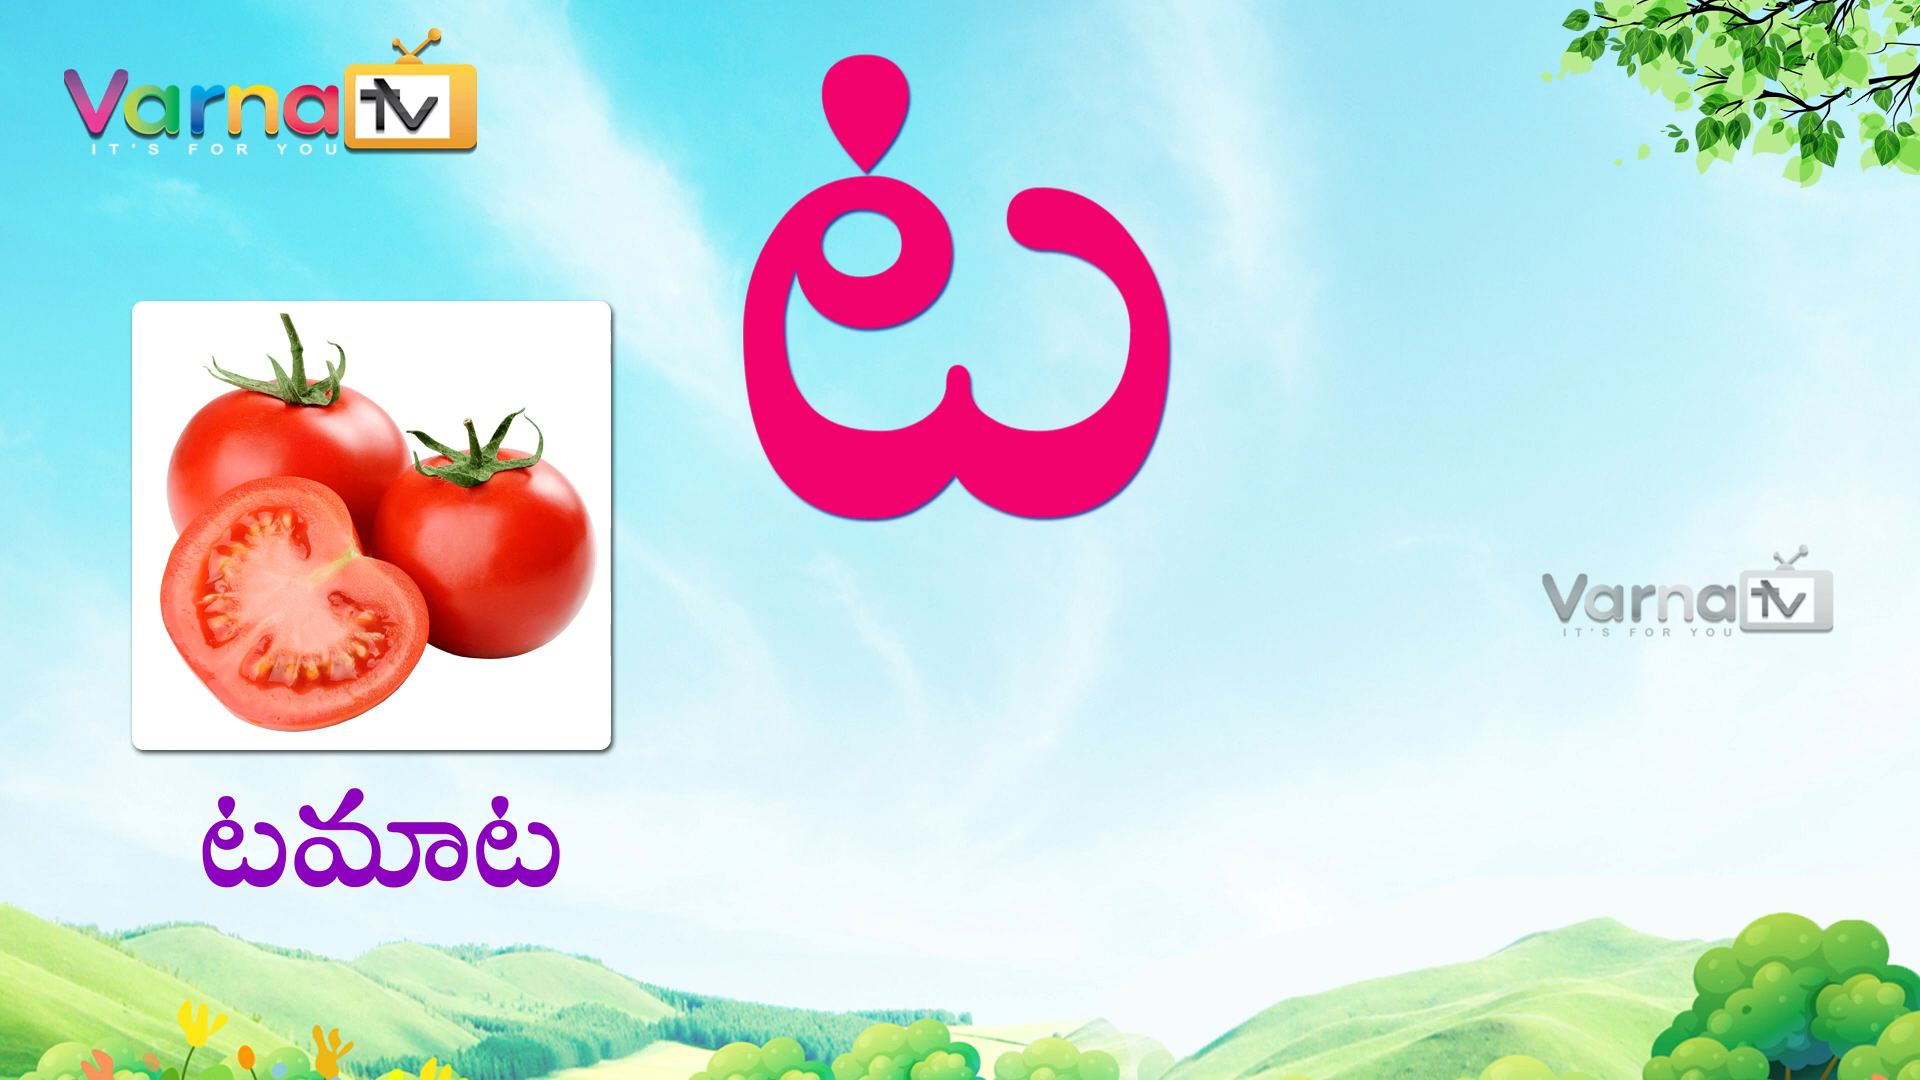 Varna TV
IT'S FOR YOU
ట
టమాట
Varna TV
IT'S FOR YOU